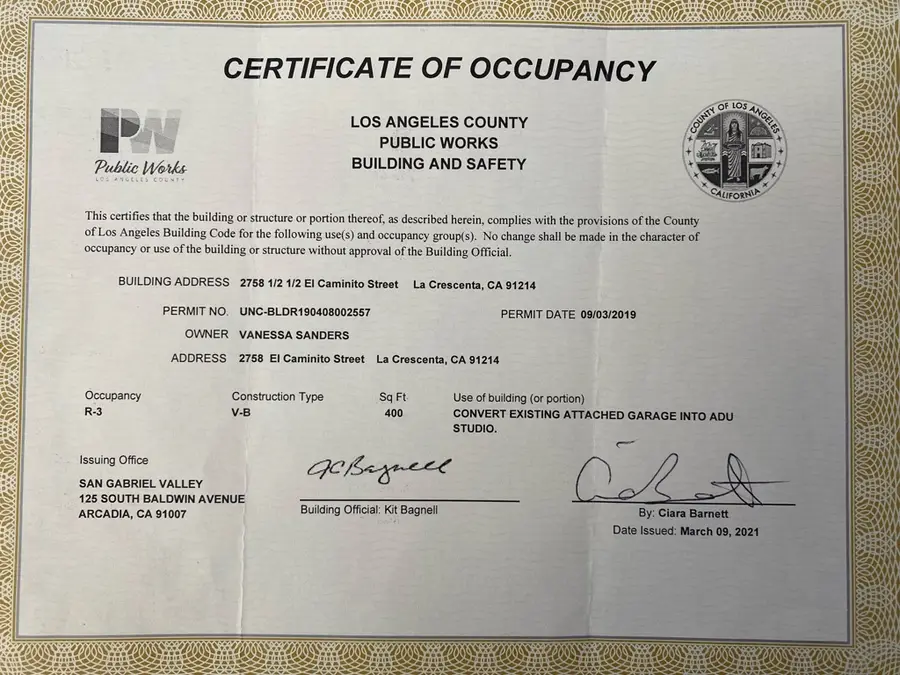 CERTIFICATE OF OCCUPANCY
PW
Public Works
LOS ANGELES COUNTY
LOS ANGELES COUNTY
PUBLIC WORKS
BUILDING AND SAFETY
COUNTY OF LOS ANGELES
CALIFORNIA
This certifies that the building or structure or portion thereof, as described herein, complies with the provisions of the County
of Los Angeles Building Code for the following use(s) and occupancy group(s). No change shall be made in the character of
occupancy or use of the building or structure without approval of the Building Official.
BUILDING ADDRESS 2758 1/2 1/2 El Caminito Street La Crescenta, CA 91214
PERMIT NO. UNC-BLDR190408002557 PERMIT DATE 09/03/2019
OWNER VANESSA SANDERS
ADDRESS 2758 El Caminito Street La Crescenta, CA 91214
Occupancy Construction Type Sq Ft Use of building (or portion)
R-3 V-B 400 CONVERT EXISTING ATTACHED GARAGE INTO ADU
STUDIO.
Issuing Office
SAN GABRIEL VALLEY
125 SOUTH BALDWIN AVENUE
ARCADIA, CA 91007
Building Official: Kit Bagnell
By: Ciara Barnett
Date Issued: March 09, 2021